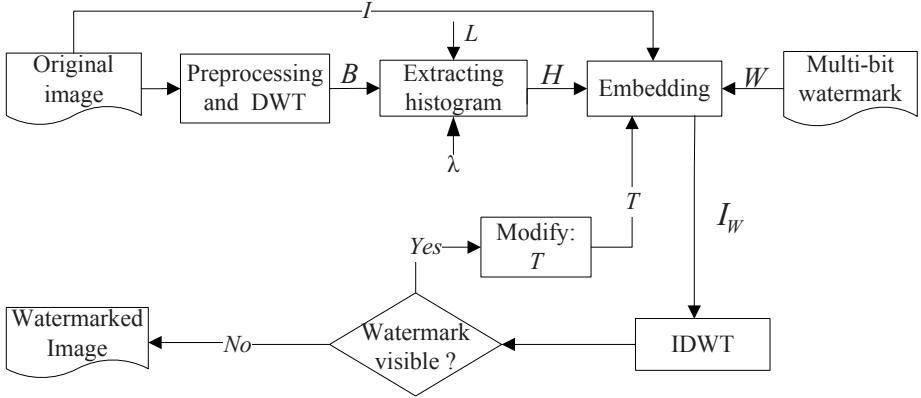 I
L
Original
image
Preprocessing
and DWT
B
Extracting
histogram
H
Embedding
W
Multi-bit
watermark
λ
T
I_W
Yes
Modify:
T
Watermarked
Image
No
Watermark
visible ?
IDWT